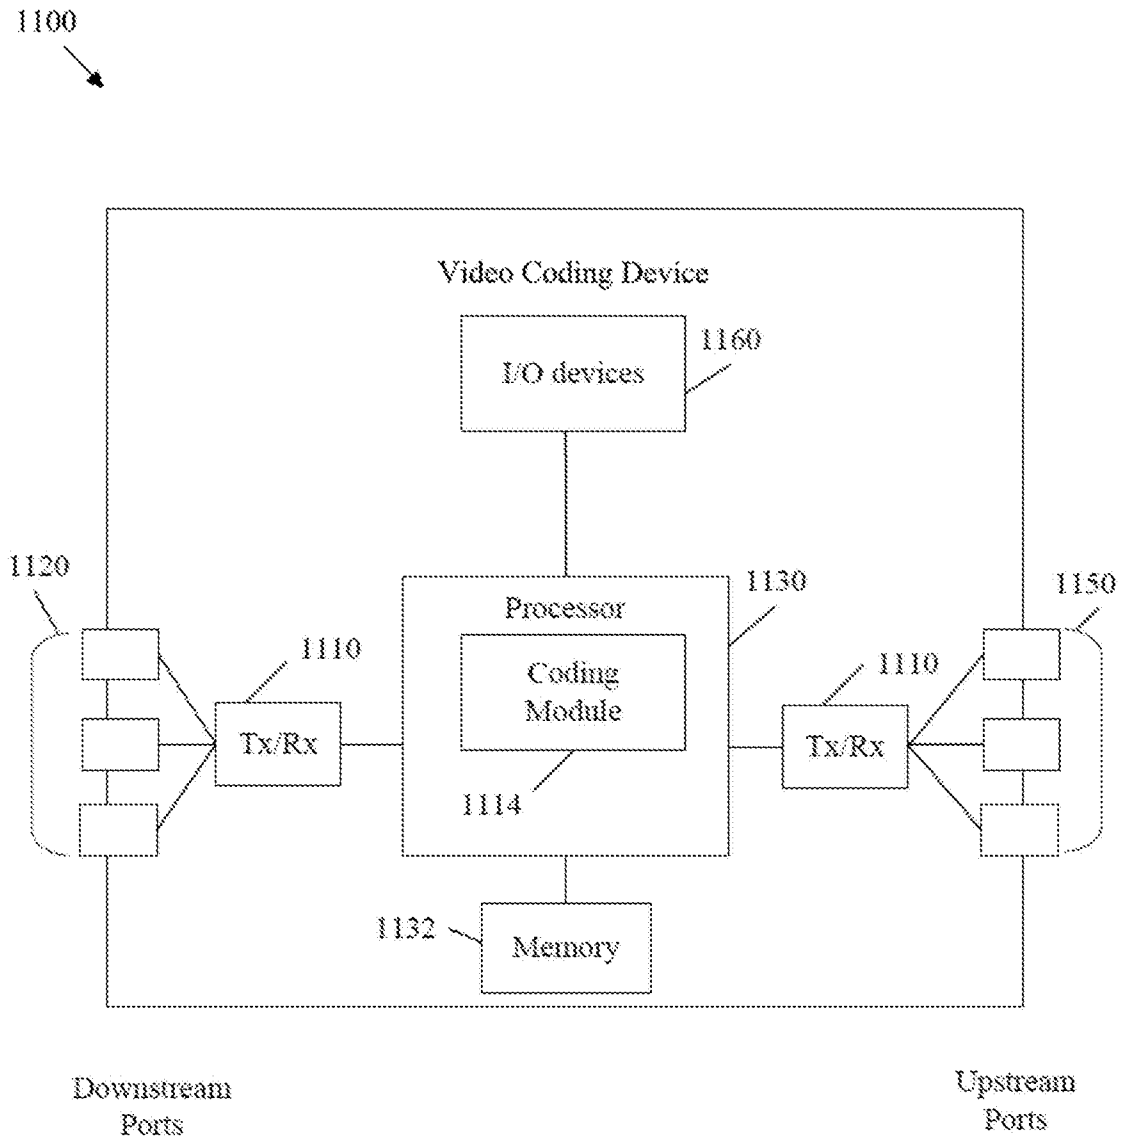 1100
Video Coding Device
I/O devices
1160
1120
Processor
1130
1150
Coding
Module
1110
1110
Tx/Rx
Tx/Rx
1114
1132
Memory
Downstream
Ports
Upstream
Ports